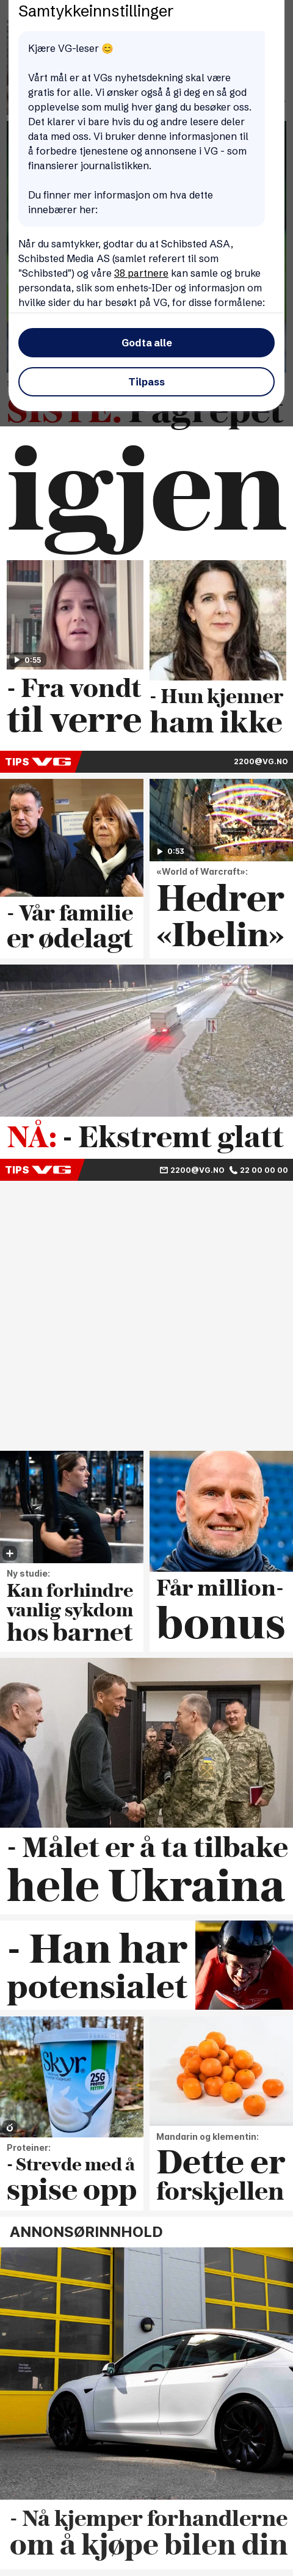 Samtykkeinnstillinger
Kjære VG-leser 😊
Vårt mål er at VGs nyhetsdekning skal være
gratis for alle. Vi ønsker også å gi deg en så god
opplevelse som mulig hver gang du besøker oss.
Det klarer vi bare hvis du og andre lesere deler
data med oss. Vi bruker denne informasjonen til
å forbedre tjenestene og annonsene i VG - som
finansierer journalistikken.
Du finner mer informasjon om hva dette
innebærer her:
Når du samtykker, godtar du at Schibsted ASA,
Schibsted Media AS (samlet referert til som
"Schibsted") og våre 38 partnere kan samle og bruke
persondata, slik som enhets-IDer og informasjon om
hvilke sider du har besøkt på VG, for disse formålene:
Godta alle
Tilpass
SISTE: Pågrepet
igjen
0:55
- Fra vondt
til verre
- Hun kjenner
ham ikke
TIPS VG
2200@VG.NO
- Vår familie
er ødelagt
0:53
«World of Warcraft»:
Hedrer
«Ibelin»
NÅ: - Ekstremt glatt
TIPS VG
2200@VG.NO 22 00 00 00
Ny studie:
Kan forhindre
vanlig sykdom
hos barnet
Får million-
bonus
- Målet er å ta tilbake
hele Ukraina
- Han har
potensialet
Skyr
25G
Proteiner:
- Strevde med å
spise opp
Mandarin og klementin:
Dette er
forskjellen
ANNONSØRINNHOLD
- Nå kjemper forhandlerne
om å kjøpe bilen din